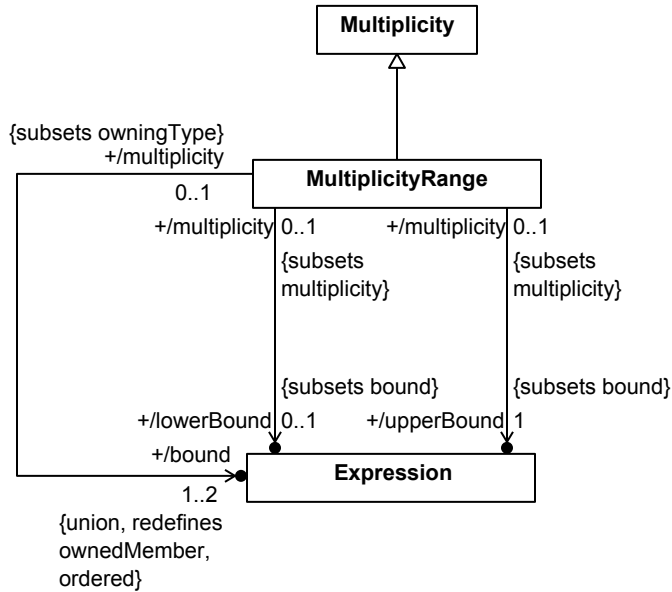 Multiplicity
{subsets owningType}
+/multiplicity
0..1
MultiplicityRange
+/multiplicity 0..1
{subsets
multiplicity}
+/multiplicity 0..1
{subsets
multiplicity}
{subsets bound}
+/lowerBound 0..1
{subsets bound}
+/upperBound 1
+/bound
1..2
{union, redefines
ownedMember,
ordered}
Expression